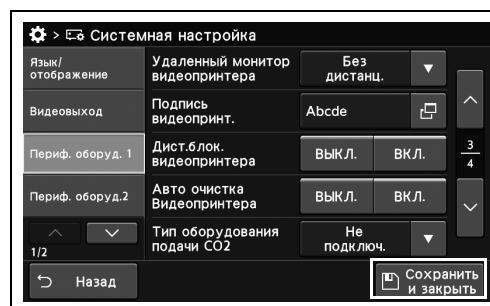 > Системная настройка
Язык/
отображение
Видеовыход
Периф. оборуд. 1
Периф. оборуд.2
1/2
Удаленный монитор
видеопринтера
Без
дистанц.
▼
Подпись
видеопринт.
Abcde
Дист.блок.
видеопринтера
ВЫКЛ.
ВКЛ.
Авто очистка
Видеопринтера
ВЫКЛ.
ВКЛ.
Тип оборудования
подачи CO2
Не
подключ.
▼
3
4
Назад
Сохранить
и закрыть